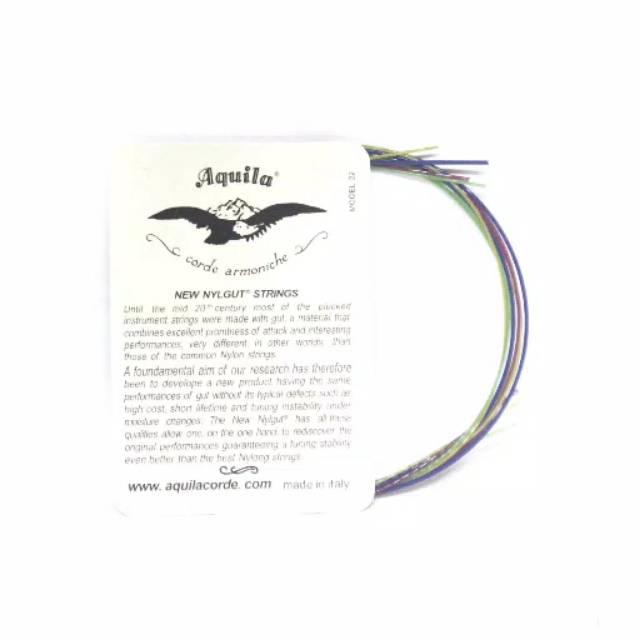 Aquila®
MODEL 22
corde armoniche
NEW NYLGUT® STRINGS
Until the mid 20th century most of the plucked
instrument strings were made with gut, a material that
combines excellent promtness of attack and interesting
performances, very different, in other worlds, than
those of the common Nylon strings.
A foundamental aim of our research has therefore
been to develope a new product having the same
performances of gut without its typical defects such as
high cost, short lifetime and tuning instability under
moisture changes. The New Nylgut® has all these
qualities allow one, on the one hand, to rediscover the
original performances guaranteeing a tuning stability
even better than the best Nylong strings.
www. aquilacorde. com made in italy